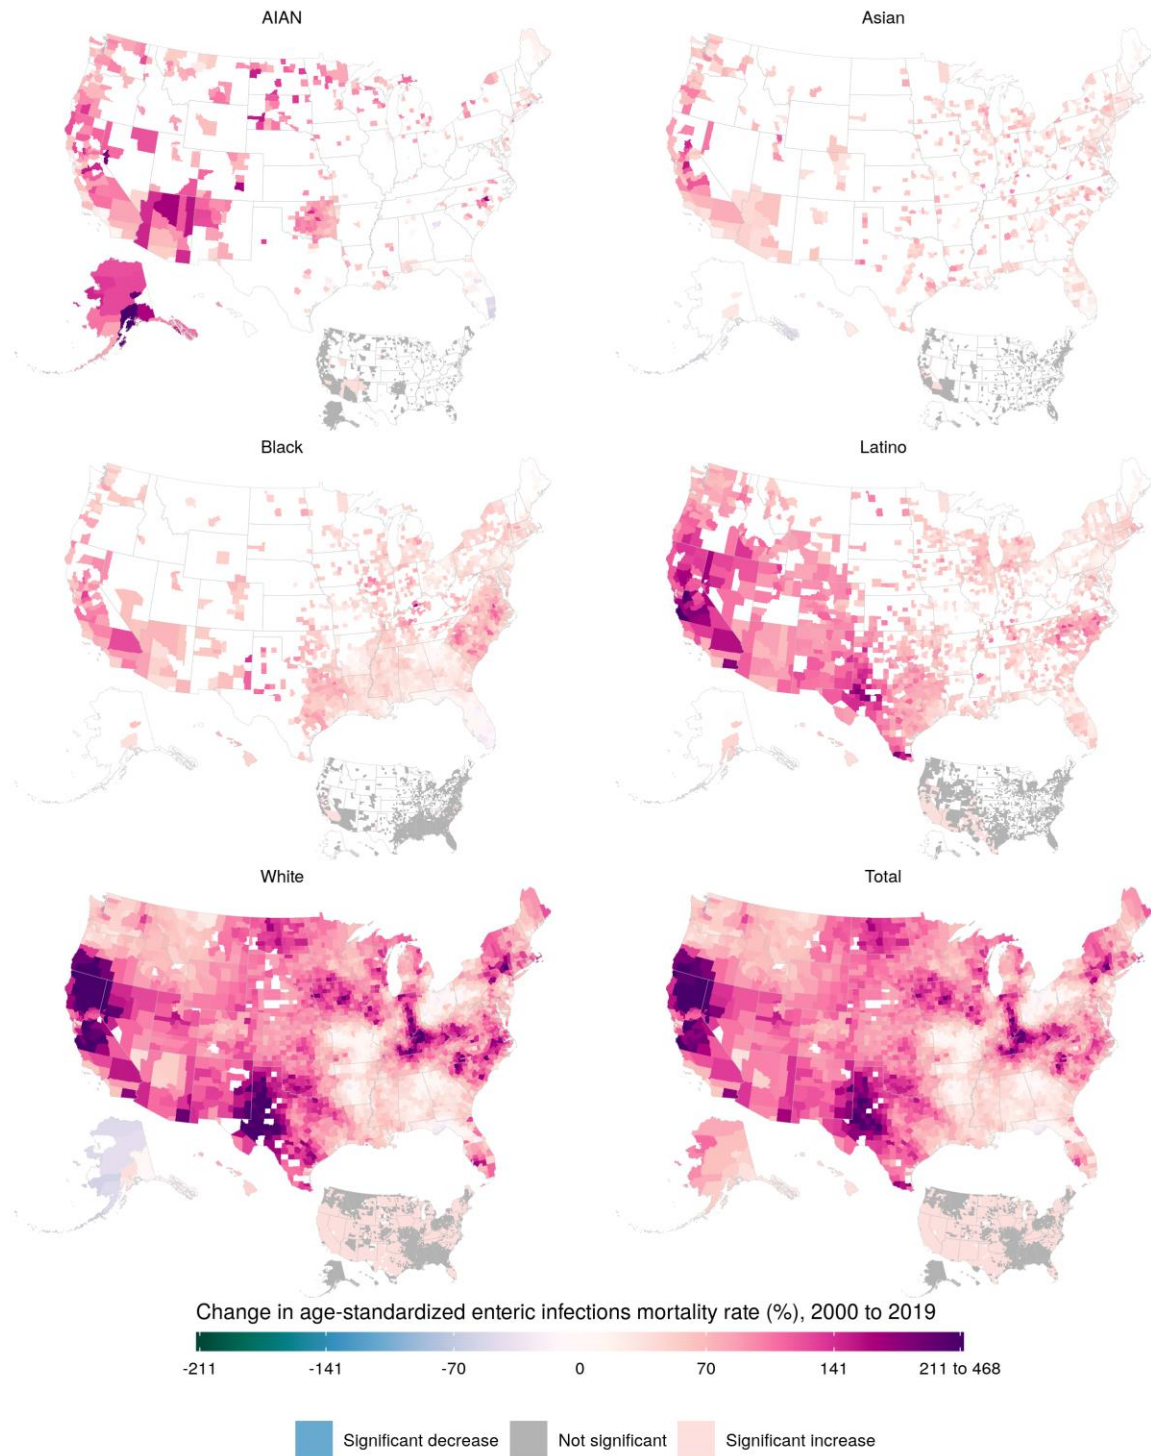 AIAN
Asian
Black
Latino
White
Total
Change in age-standardized enteric infections mortality rate (%), 2000 to 2019
-211 -141 -70 0 70 141 211 to 468
Significant decrease Not significant Significant increase